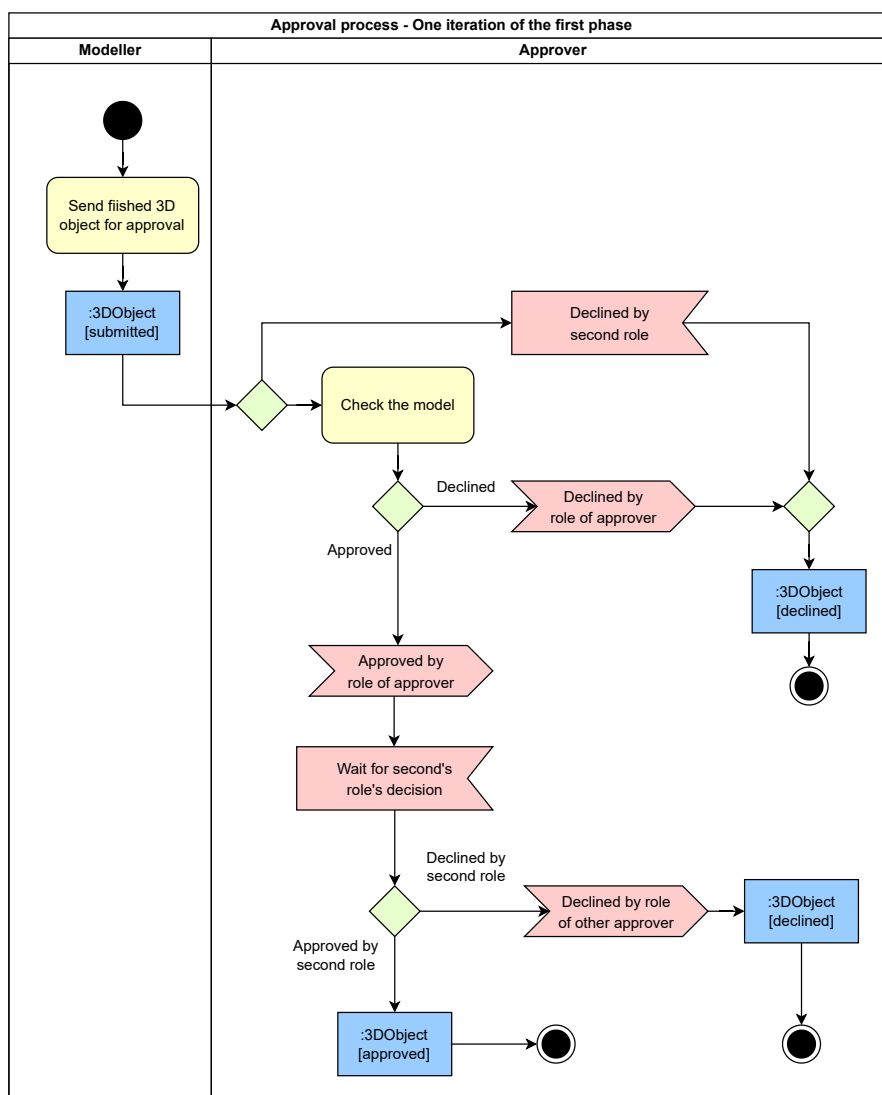 Approval process - One iteration of the first phase
Modeller
Approver
Send fiished 3D
object for approval
:3DObject
[submitted]
Declined by
second role
Check the model
Declined
Declined by
role of approver
Approved
:3DObject
[declined]
Approved by
role of approver
Wait for second's
role's decision
Declined by
second role
Declined by role
of other approver
:3DObject
[declined]
Approved by
second role
:3DObject
[approved]